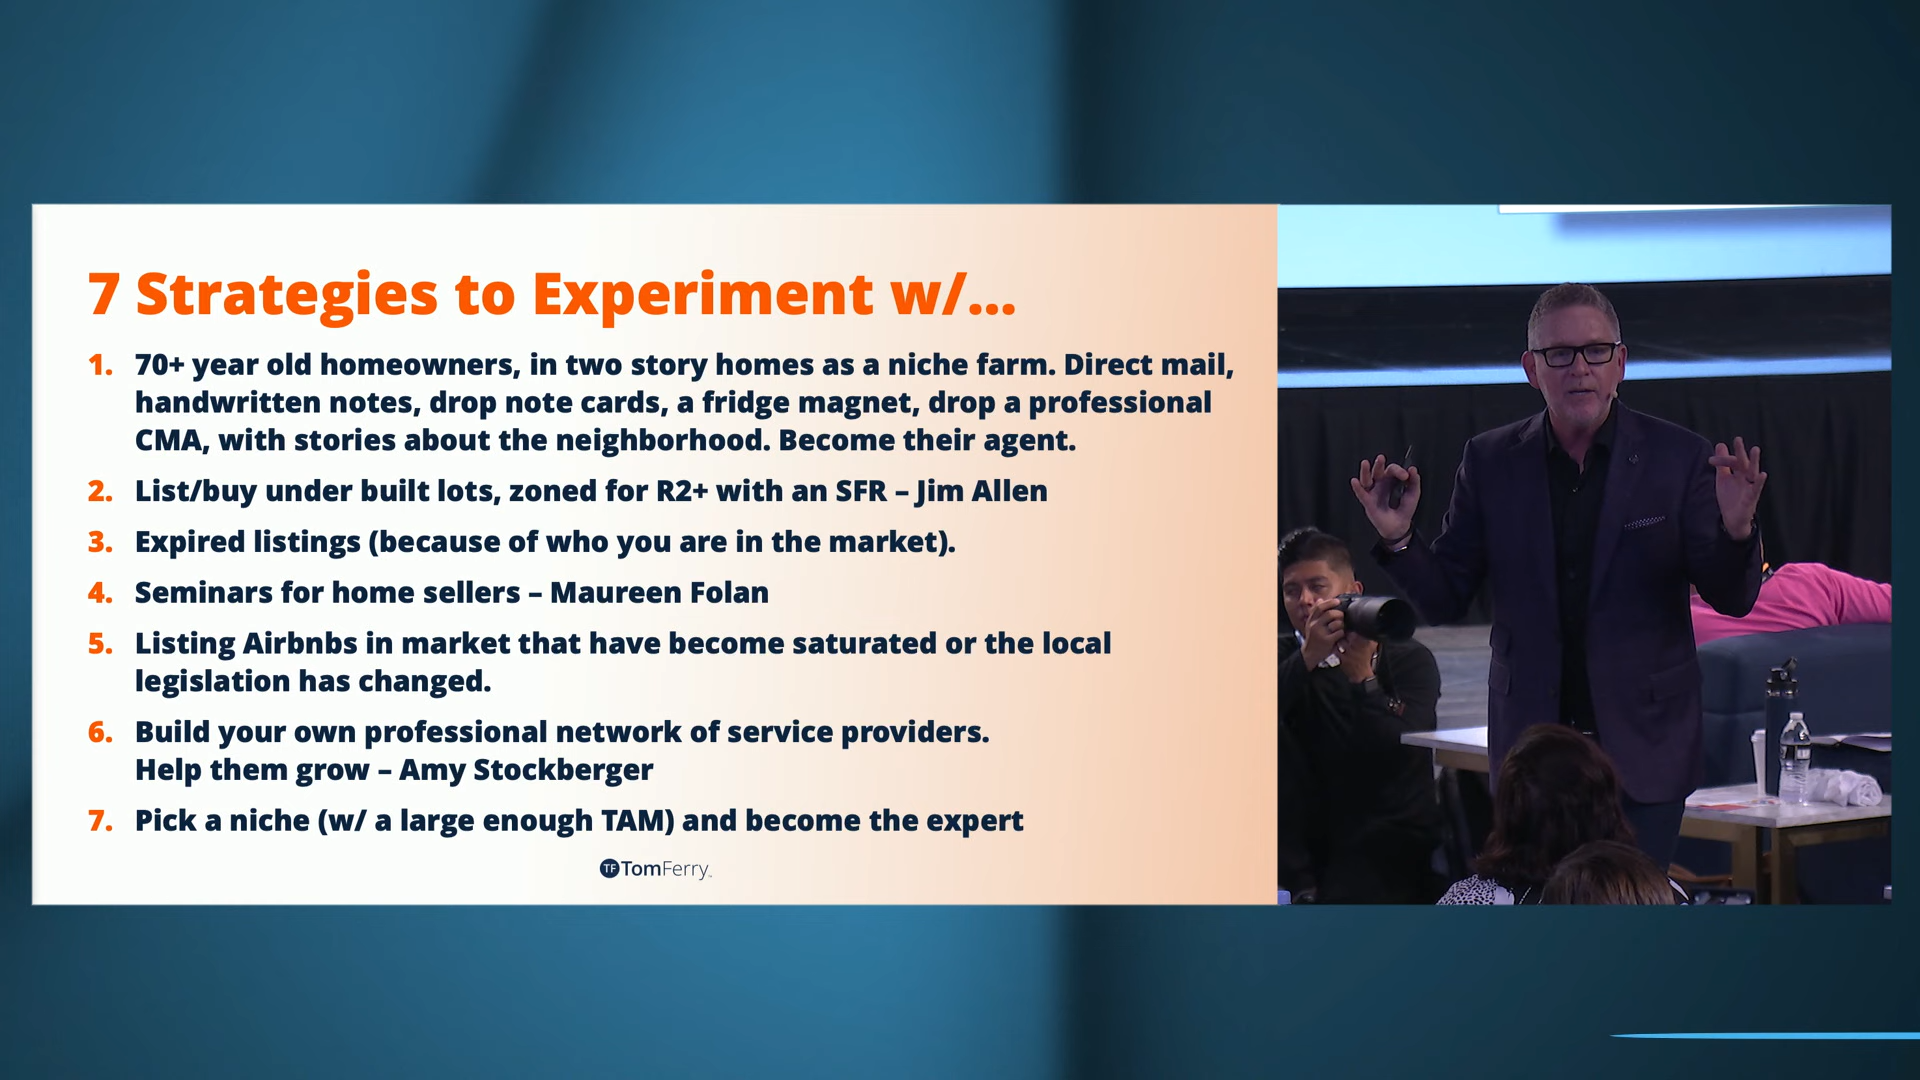 7 Strategies to Experiment w/...
1. 70+ year old homeowners, in two story homes as a niche farm. Direct mail,
handwritten notes, drop note cards, a fridge magnet, drop a professional
CMA, with stories about the neighborhood. Become their agent.
2. List/buy under built lots, zoned for R2+ with an SFR – Jim Allen
3. Expired listings (because of who you are in the market).
4. Seminars for home sellers – Maureen Folan
5. Listing Airbnbs in market that have become saturated or the local
legislation has changed.
6. Build your own professional network of service providers.
Help them grow – Amy Stockberger
7. Pick a niche (w/ a large enough TAM) and become the expert
TF TomFerry